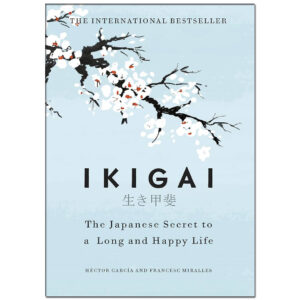 THE INTERNATIONAL BESTSELLER
IKIGAI
生き甲斐
The Japanese Secret to
a Long and Happy Life
HÉCTOR GARCÍA AND FRANCESC MIRALLES